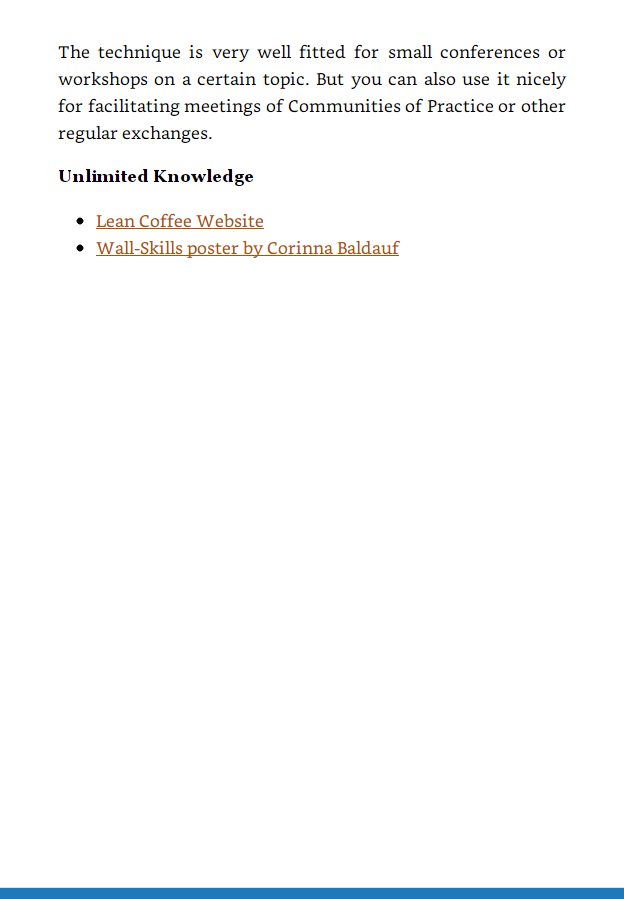 The technique is very well fitted for small conferences or
workshops on a certain topic. But you can also use it nicely
for facilitating meetings of Communities of Practice or other
regular exchanges.
Unlimited Knowledge
• Lean Coffee Website
• Wall-Skills poster by Corinna Baldauf